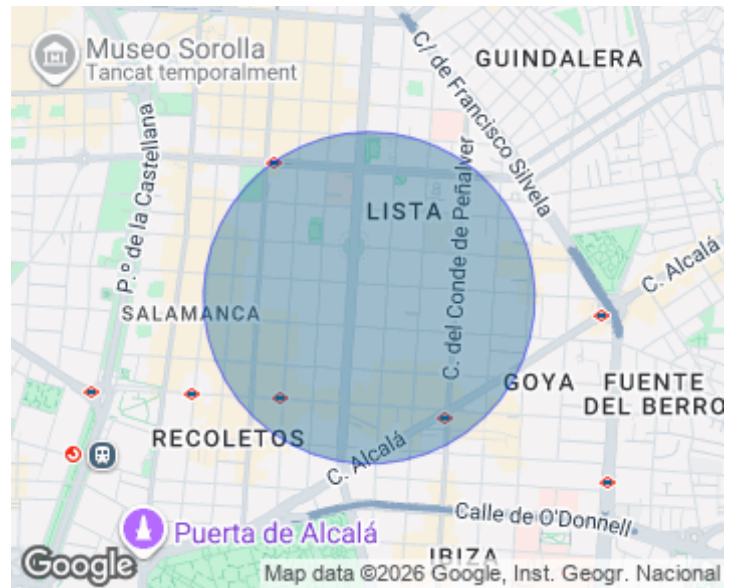 Museo Sorolla
Tancat temporalment
GUINDALERA
C/ de Francisco Silvela
P.º de la Castellana
C. del Conde de Peñalver
LISTA
C. Alcalá
SALAMANCA
GOYA
FUENTE
DEL BERRO
RECOLETOS
C. Alcalá
Puerta de Alcalá
Calle de O'Donnell
IBIZA
Google
Map data ©2026 Google, Inst. Geogr. Nacional